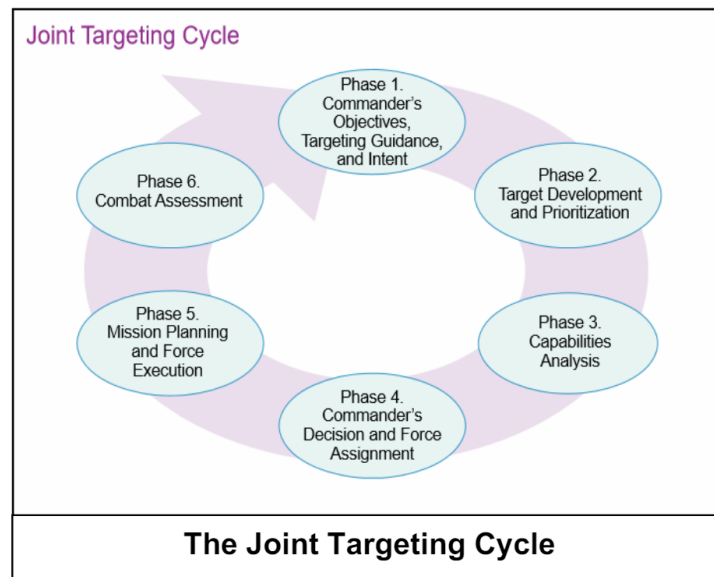 Joint Targeting Cycle
Phase 1.
Commander's
Objectives,
Targeting Guidance,
and Intent
Phase 2.
Target Development
and Prioritization
Phase 3.
Capabilities
Analysis
Phase 4.
Commander's
Decision and Force
Assignment
Phase 5.
Mission Planning
and Force
Execution
Phase 6.
Combat Assessment
The Joint Targeting Cycle